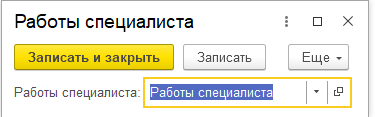 Работы специалиста
Записать и закрыть Записать Еще
Работы специалиста: Работы специалиста